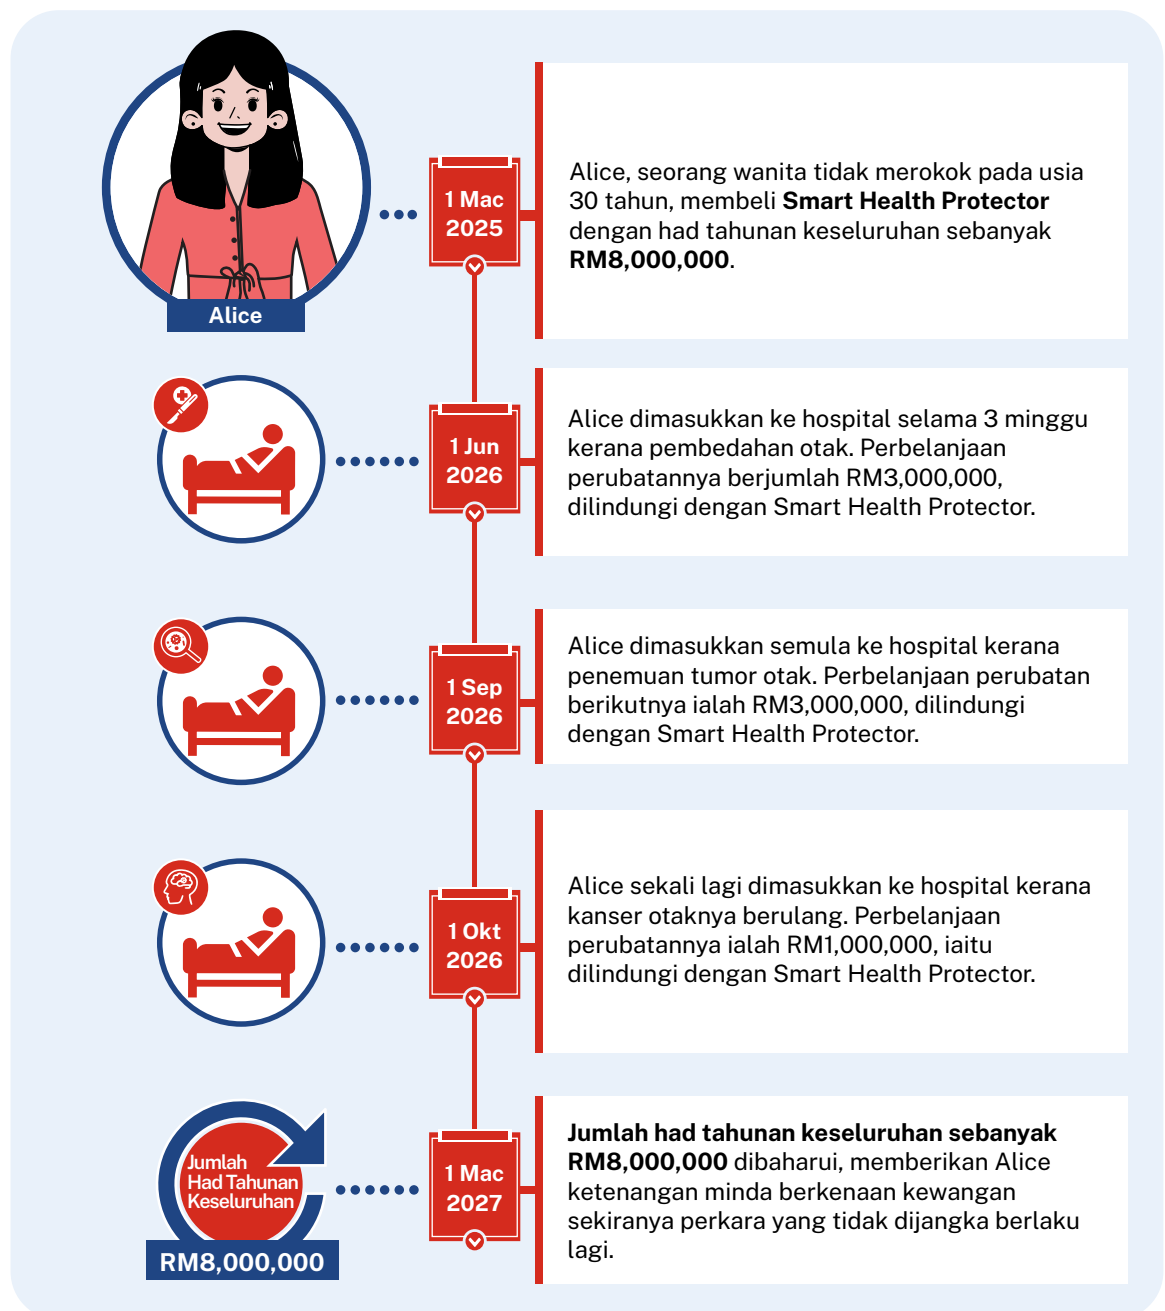 Alice
1 Mac
2025
Alice, seorang wanita tidak merokok pada usia
30 tahun, membeli Smart Health Protector
dengan had tahunan keseluruhan sebanyak
RM8,000,000.
1 Jun
2026
Alice dimasukkan ke hospital selama 3 minggu
kerana pembedahan otak. Perbelanjaan
perubatannya berjumlah RM3,000,000,
dilindungi dengan Smart Health Protector.
1 Sep
2026
Alice dimasukkan semula ke hospital kerana
penemuan tumor otak. Perbelanjaan perubatan
berikutnya ialah RM3,000,000, dilindungi
dengan Smart Health Protector.
1 Okt
2026
Alice sekali lagi dimasukkan ke hospital kerana
kanser otaknya berulang. Perbelanjaan
perubatannya ialah RM1,000,000, iaitu
dilindungi dengan Smart Health Protector.
Jumlah
Had Tahunan
Keseluruhan
RM8,000,000
1 Mac
2027
Jumlah had tahunan keseluruhan sebanyak
RM8,000,000 dibaharui, memberikan Alice
ketenangan minda berkenaan kewangan
sekiranya perkara yang tidak dijangka berlaku
lagi.